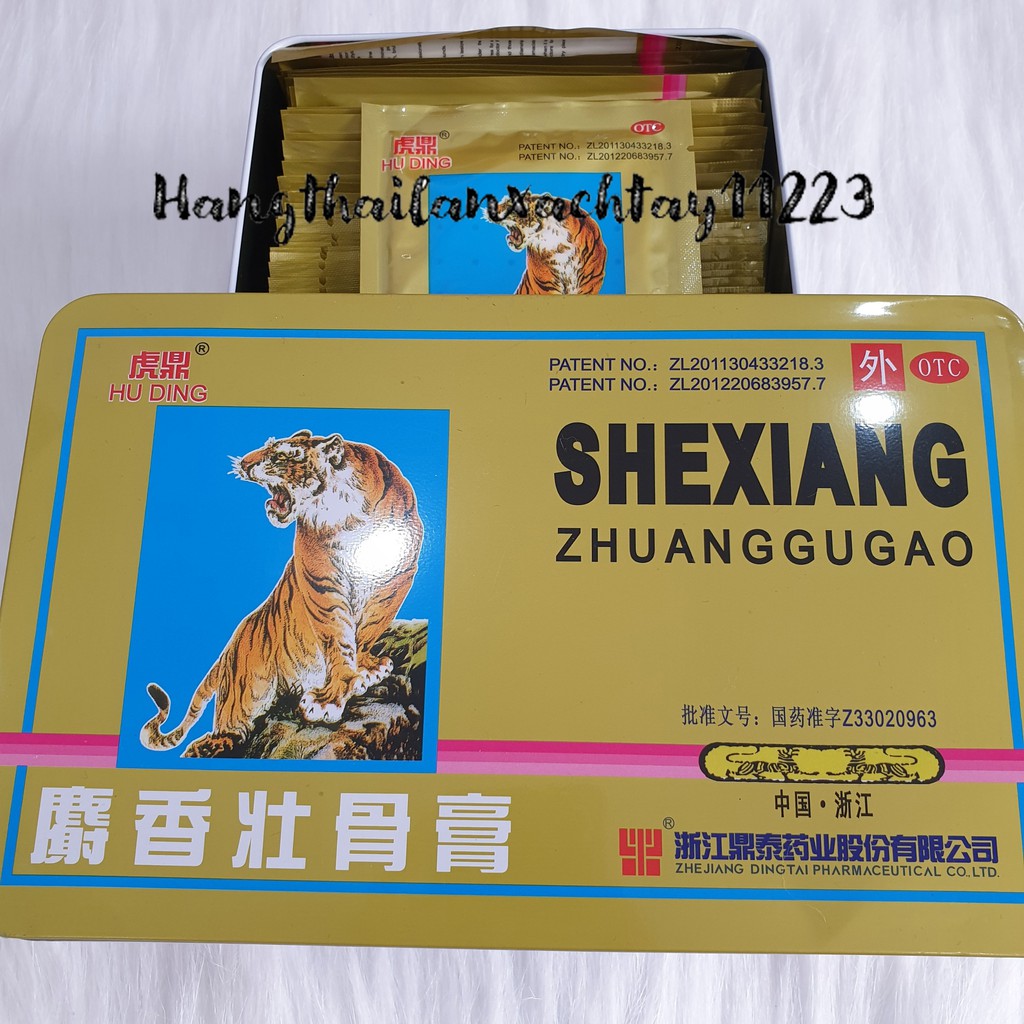 虎鼎®
HU DING
OTC
PATENT NO.: ZL201130433218.3
PATENT NO.: ZL201220683957.7
Hangthailanxachtay11223
虎鼎®
HU DING
PATENT NO.: ZL201130433218.3
PATENT NO.: ZL201220683957.7
外
OTC
SHEXIANG
ZHUANGGUGAO
批准文号：国药准字Z33020963
中国·浙江
麝香壮骨膏
®
浙江鼎泰药业股份有限公司
ZHEJIANG DINGTAI PHARMACEUTICAL CO.,LTD.